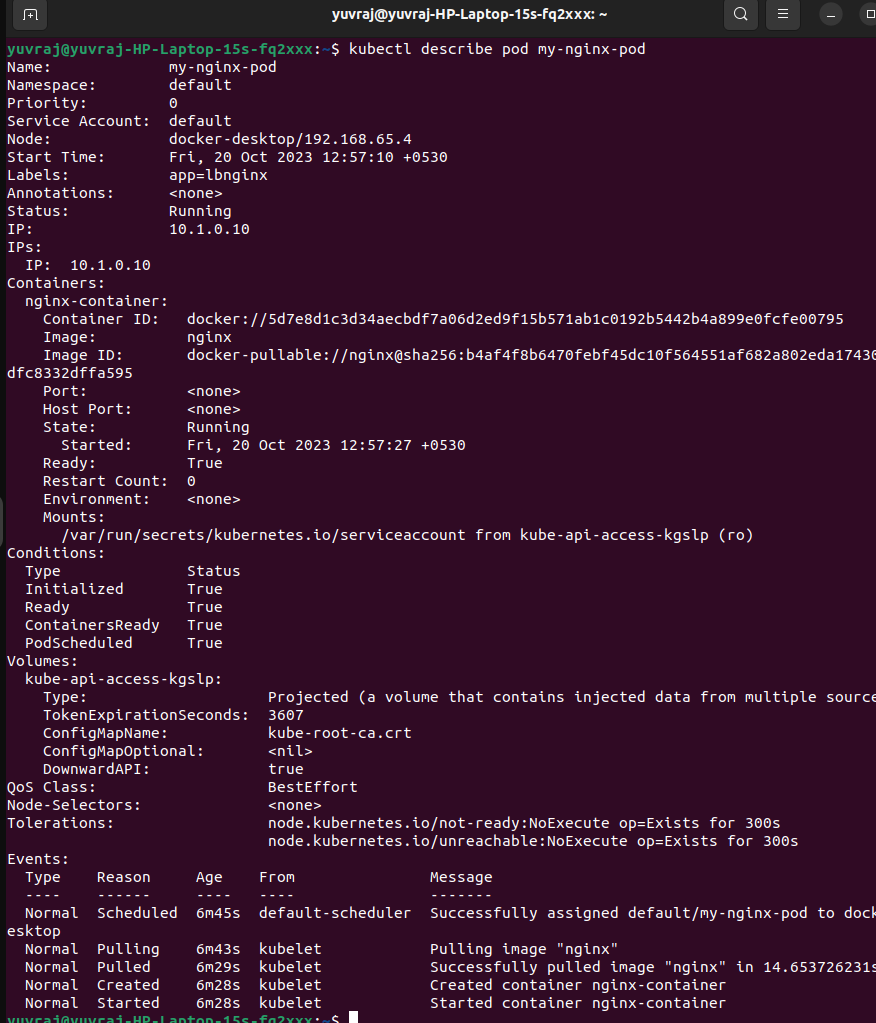 yuvraj@yuvraj-HP-Laptop-15s-fq2xxx: ~
yuvraj@yuvraj-HP-Laptop-15s-fq2xxx:~$ kubectl describe pod my-nginx-pod
Name:             my-nginx-pod
Namespace:        default
Priority:         0
Service Account:  default
Node:             docker-desktop/192.168.65.4
Start Time:       Fri, 20 Oct 2023 12:57:10 +0530
Labels:           app=lbnginx
Annotations:      <none>
Status:           Running
IP:               10.1.0.10
IPs:
  IP:  10.1.0.10
Containers:
  nginx-container:
    Container ID:   docker://5d7e8d1c3d34aecbdf7a06d2ed9f15b571ab1c0192b5442b4a899e0fcfe00795
    Image:          nginx
    Image ID:       docker-pullable://nginx@sha256:b4af4f8b6470febf45dc10f564551af682a802eda17430
dfc8332dffa595
    Port:           <none>
    Host Port:      <none>
    State:          Running
      Started:      Fri, 20 Oct 2023 12:57:27 +0530
    Ready:          True
    Restart Count:  0
    Environment:    <none>
    Mounts:
      /var/run/secrets/kubernetes.io/serviceaccount from kube-api-access-kgslp (ro)
Conditions:
  Type              Status
  Initialized       True
  Ready             True
  ContainersReady   True
  PodScheduled      True
Volumes:
  kube-api-access-kgslp:
    Type:                    Projected (a volume that contains injected data from multiple source
    TokenExpirationSeconds:  3607
    ConfigMapName:           kube-root-ca.crt
    ConfigMapOptional:       <nil>
    DownwardAPI:             true
QoS Class:                   BestEffort
Node-Selectors:              <none>
Tolerations:                 node.kubernetes.io/not-ready:NoExecute op=Exists for 300s
                             node.kubernetes.io/unreachable:NoExecute op=Exists for 300s
Events:
  Type    Reason     Age    From               Message
  ----    ------     ----   ----               -------
  Normal  Scheduled  6m45s  default-scheduler  Successfully assigned default/my-nginx-pod to dock
esktop
  Normal  Pulling    6m43s  kubelet            Pulling image "nginx"
  Normal  Pulled     6m29s  kubelet            Successfully pulled image "nginx" in 14.653726231s
  Normal  Created    6m28s  kubelet            Created container nginx-container
  Normal  Started    6m28s  kubelet            Started container nginx-container
yuvraj@yuvraj-HP-Laptop-15s-fq2xxx:~$